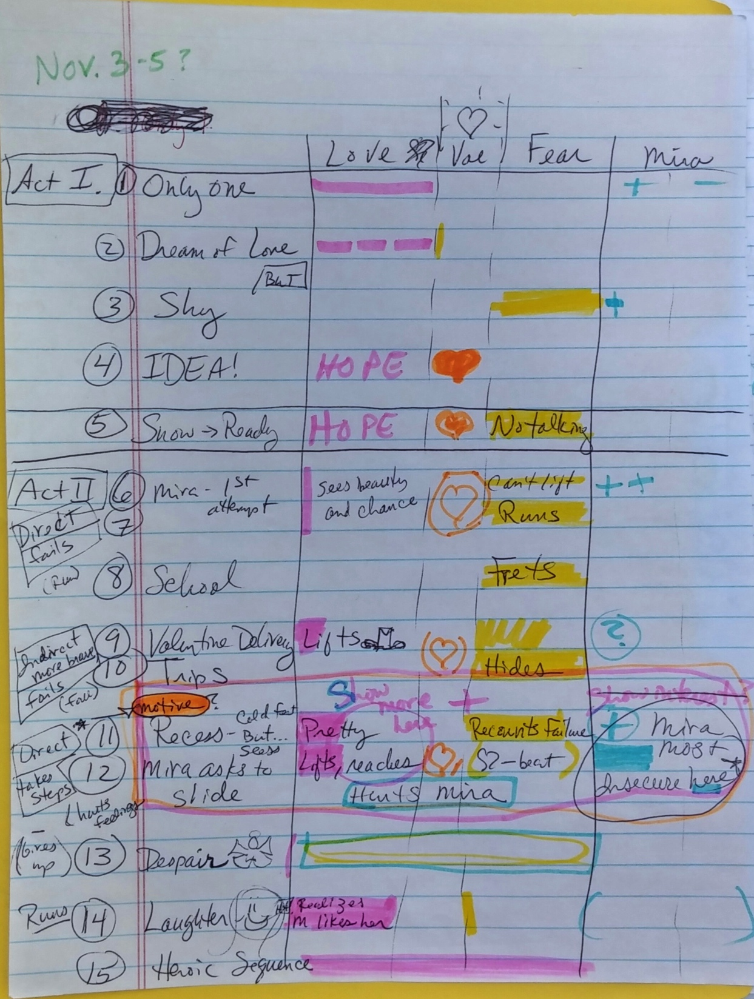 Nov. 3-5?
Love Val Fear Mira
Act I. 1 Only one + -
2 Dream of Love
But
3 Shy +
4 IDEA! HOPE
5 Snow → Ready HOPE No talking
Act II 6 Mira - 1st attempt sees beauty and chance Can't lift + +
7 Runs
Direct
fails
(Run)
8 School Frets
9 Valentine Delivery Lifts ?
Indirect
more brave
fails
(fall)
10 Trips Hides
motive? Show more here + Show interest?
Direct * 11 Recess - Cold feet But... Sees Pretty Recounts failure + Mira
takes
steps
12 Mira asks to slide Lifts, reaches (S2-beat) most
Insecure here *
Hurts Mira
(hurts
feelings
(Gives
up) 13 Despair
Runs 14 Laughter Realizes
M likes her
15 Heroic Sequence